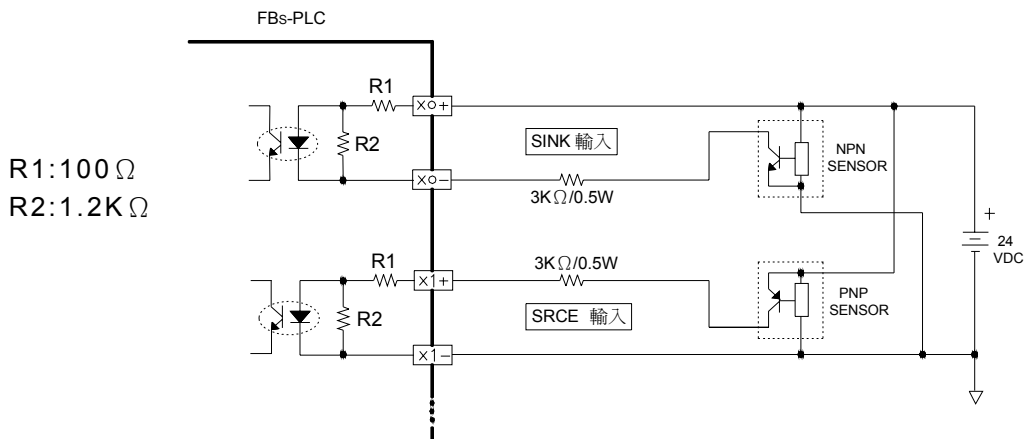 FBs-PLC
R1
X0+
R2
SINK 輸入
NPN
SENSOR
R1:100Ω
R2:1.2KΩ
X0-
3KΩ/0.5W
+
24
VDC
R1
X1+
3KΩ/0.5W
R2
SRCE 輸入
PNP
SENSOR
X1-